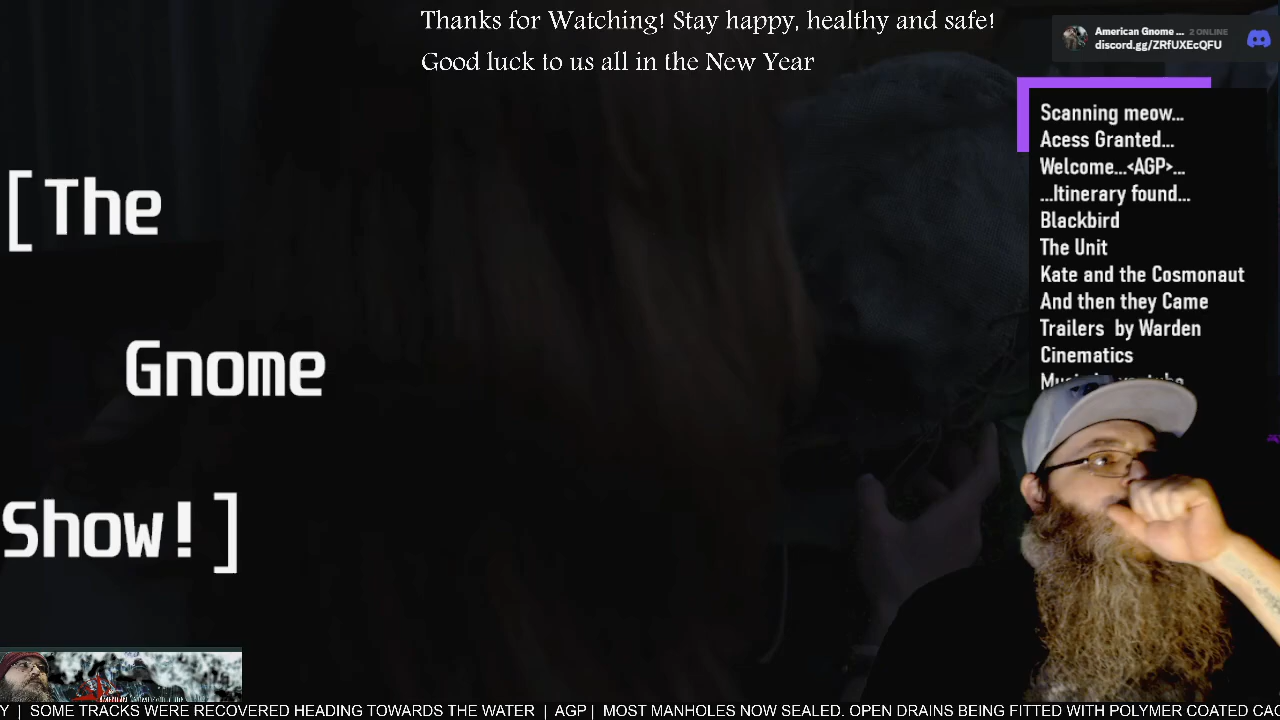 Thanks for Watching! Stay happy, healthy and safe!
Good luck to us all in the New Year
American Gnome ... 2 ONLINE
discord.gg/ZRfUXEcQFU
Scanning meow...
Acess Granted...
Welcome...<AGP>...
...Itinerary found...
Blackbird
The Unit
Kate and the Cosmonaut
And then they Came
Trailers by Warden
Cinematics
[The
Gnome
Show!]
Y | SOME TRACKS WERE RECOVERED HEADING TOWARDS THE WATER | AGP | MOST MANHOLES NOW SEALED. OPEN DRAINS BEING FITTED WITH POLYMER COATED CAG